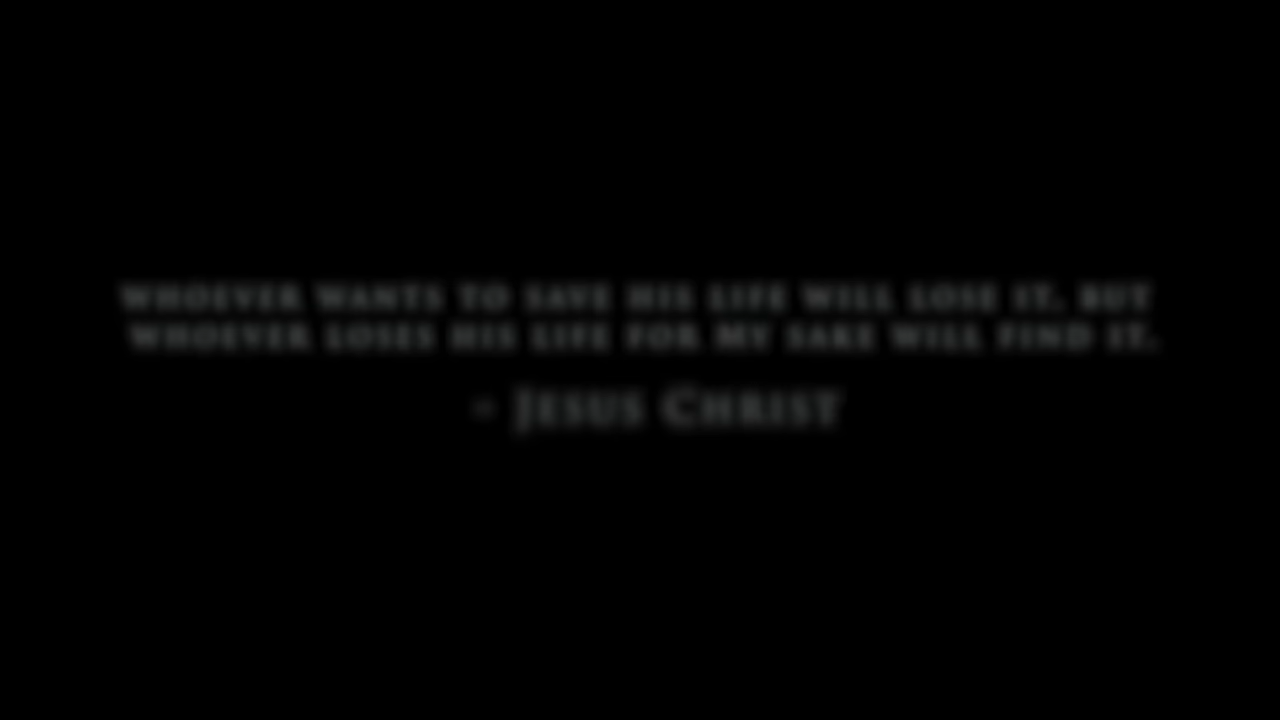 WHOEVER WANTS TO SAVE HIS LIFE WILL LOSE IT. BUT
WHOEVER LOSES HIS LIFE FOR MY SAKE WILL FIND IT.
- JESUS CHRIST